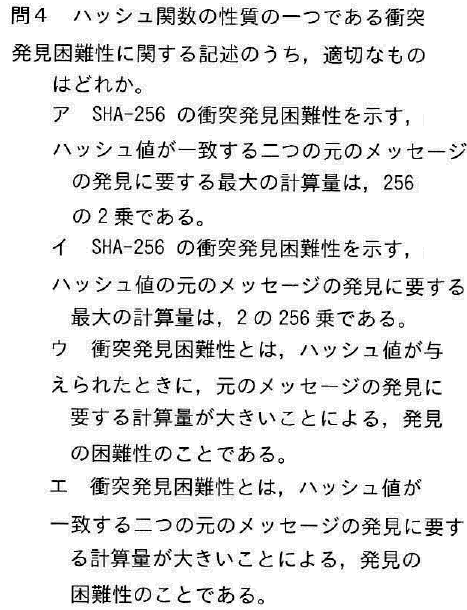 問４　ハッシュ関数の性質の一つである衝突
発見困難性に関する記述のうち，適切なもの
はどれか。
ア　SHA-256 の衝突発見困難性を示す，
ハッシュ値が一致する二つの元のメッセージ
の発見に要する最大の計算量は，256
の２乗である。
イ　SHA-256 の衝突発見困難性を示す，
ハッシュ値の元のメッセージの発見に要する
最大の計算量は，２の 256 乗である。
ウ　衝突発見困難性とは，ハッシュ値が与
えられたときに，元のメッセージの発見に
要する計算量が大きいことによる，発見
の困難性のことである。
エ　衝突発見困難性とは，ハッシュ値が
一致する二つの元のメッセージの発見に要す
る計算量が大きいことによる，発見の
困難性のことである。